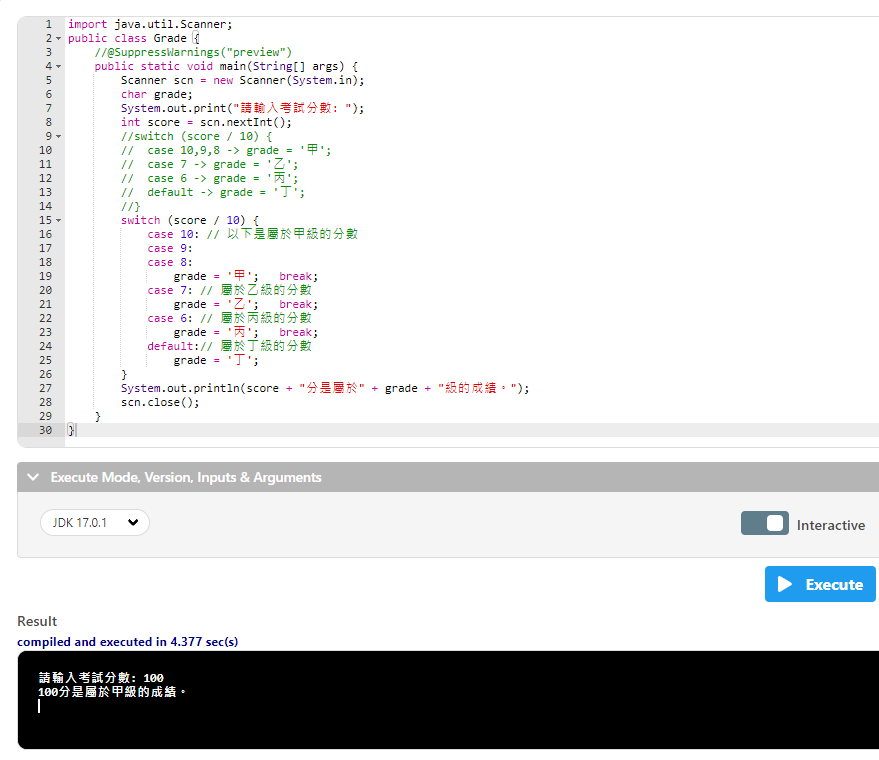 1 import java.util.Scanner;
2 public class Grade {
3 //@SuppressWarnings("preview")
4 public static void main(String[] args) {
5 Scanner scn = new Scanner(System.in);
6 char grade;
7 System.out.print("請輸入考試分數: ");
8 int score = scn.nextInt();
9 //switch (score / 10) {
10 //  case 10,9,8 -> grade = '甲';
11 //  case 7 -> grade = '乙';
12 //  case 6 -> grade = '丙';
13 //  default -> grade = '丁';
14 //}
15 switch (score / 10) {
16 case 10: // 以下是屬於甲級的分數
17 case 9:
18 case 8:
19 grade = '甲';   break;
20 case 7: // 屬於乙級的分數
21 grade = '乙';   break;
22 case 6: // 屬於丙級的分數
23 grade = '丙';   break;
24 default:// 屬於丁級的分數
25 grade = '丁';
26 }
27 System.out.println(score + "分是屬於" + grade + "級的成績。");
28 scn.close();
29 }
30 }
Execute Mode, Version, Inputs & Arguments
JDK 17.0.1
Interactive
Execute
Result
compiled and executed in 4.377 sec(s)
請輸入考試分數: 100
100分是屬於甲級的成績。